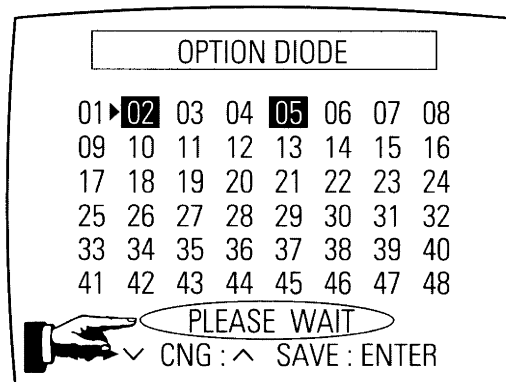 OPTION DIODE
01 ▶ 02 03 04 05 06 07 08
09 10 11 12 13 14 15 16
17 18 19 20 21 22 23 24
25 26 27 28 29 30 31 32
33 34 35 36 37 38 39 40
41 42 43 44 45 46 47 48
PLEASE WAIT
∨ CNG : ∧ SAVE : ENTER